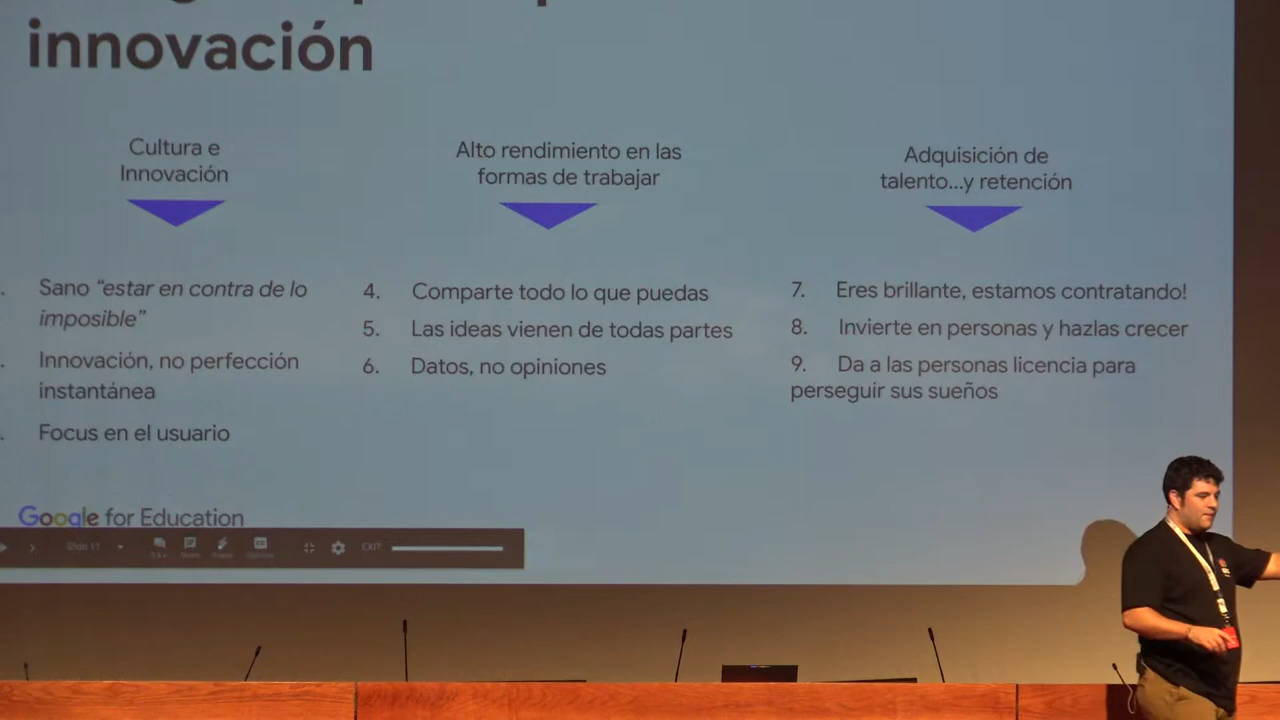 innovación
Cultura e
Innovación
Sano “estar en contra de lo
imposible”
Innovación, no perfección
instantánea
Focus en el usuario
Alto rendimiento en las
formas de trabajar
4. Comparte todo lo que puedas
5. Las ideas vienen de todas partes
6. Datos, no opiniones
Adquisición de
talento...y retención
7. Eres brillante, estamos contratando!
8. Invierte en personas y hazlas crecer
9. Da a las personas licencia para
perseguir sus sueños
Google for Education
Slide 11
EXIT